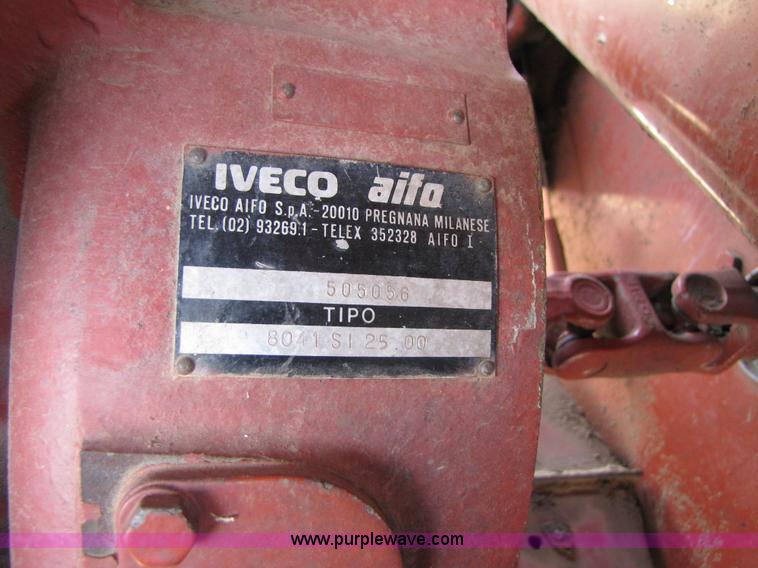 IVECO aifo
IVECO AIFO S.p.A.-20010 PREGNANA MILANESE
TEL.(02) 93269.1-TELEX 352328 AIFO I
505056
TIPO
8041 SI 25.00
www.purplewave.com